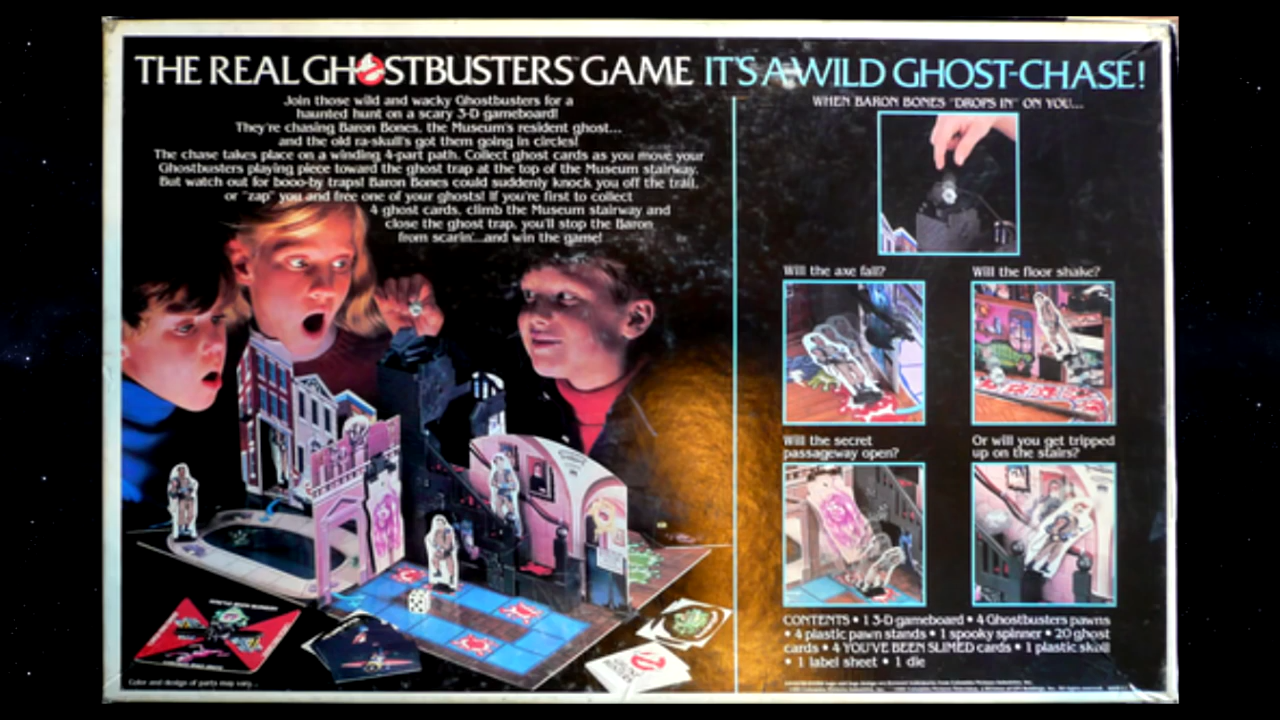 THE REAL GHOSTBUSTERS GAME IT'S A WILD GHOST-CHASE!
Join those wild and wacky Ghostbusters for a
haunted hunt on a scary 3-D gameboard!
They're chasing Baron Bones, the Museum's resident ghost...
and the old ra-skull's got them going in circles!
The chase takes place on a winding 4-part path. Collect ghost cards as you move your
Ghostbusters playing piece toward the ghost trap at the top of the Museum stairway.
But watch out for booo-by traps! Baron Bones could suddenly knock you off the trail,
or "zap" you and free one of your ghosts! If you're first to collect
4 ghost cards, climb the Museum stairway and
close the ghost trap, you'll stop the Baron
from scarin'...and win the game!
Color and design of parts may vary.
WHEN BARON BONES "DROPS IN" ON YOU...
Will the axe fall?
Will the floor shake?
Will the secret
passageway open?
Or will you get tripped
up on the stairs?
CONTENTS • 1 3-D gameboard • 4 Ghostbusters pawns
• 4 plastic pawn stands • 1 spooky spinner • 20 ghost
cards • 4 YOU'VE BEEN SLIMED cards • 1 plastic skull
• 1 label sheet • 1 die